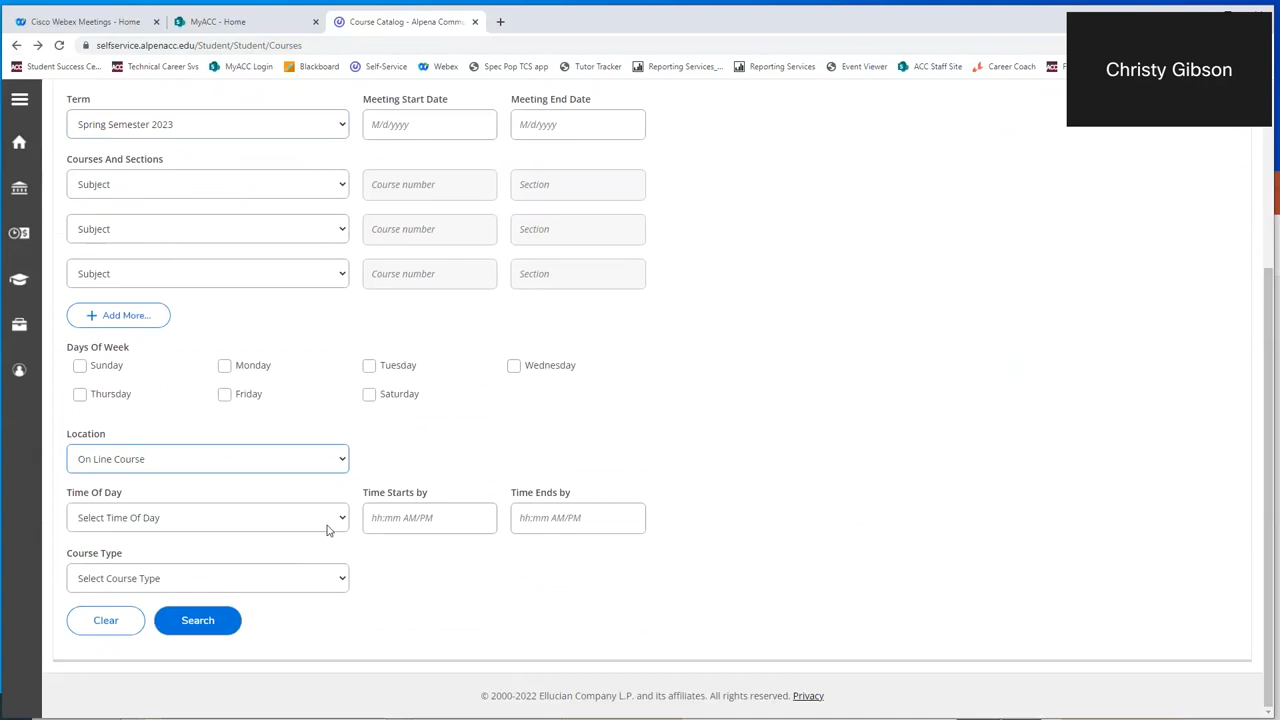 Cisco Webex Meetings - Home
MyACC - Home
Course Catalog - Alpena Commu
selfservice.alpenacc.edu/Student/Student/Courses
Student Success Ce...
Technical Career Svs
MyACC Login
Blackboard
Self-Service
Webex
Spec Pop TCS app
Tutor Tracker
Reporting Services_...
Reporting Services
Event Viewer
ACC Staff Site
Career Coach
Christy Gibson
Term
Meeting Start Date
Meeting End Date
Spring Semester 2023
M/d/yyyy
M/d/yyyy
Courses And Sections
Subject
Course number
Section
Subject
Course number
Section
Subject
Course number
Section
+ Add More...
Days Of Week
Sunday
Monday
Tuesday
Wednesday
Thursday
Friday
Saturday
Location
On Line Course
Time Of Day
Time Starts by
Time Ends by
Select Time Of Day
hh:mm AM/PM
hh:mm AM/PM
Course Type
Select Course Type
Clear
Search
© 2000-2022 Ellucian Company L.P. and its affiliates. All rights reserved. Privacy